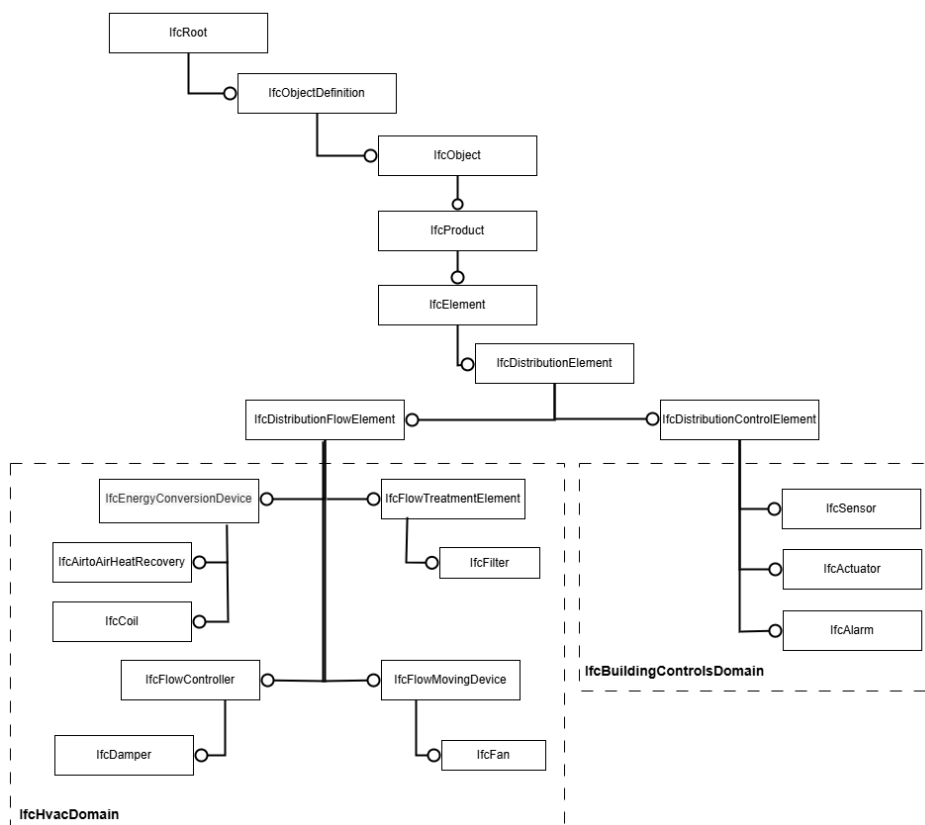 IfcRoot
IfcObjectDefinition
IfcObject
IfcProduct
IfcElement
IfcDistributionElement
IfcDistributionFlowElement
IfcDistributionControlElement
IfcEnergyConversionDevice
IfcFlowTreatmentElement
IfcSensor
IfcAirtoAirHeatRecovery
IfcFilter
IfcActuator
IfcCoil
IfcAlarm
IfcBuildingControlsDomain
IfcFlowController
IfcFlowMovingDevice
IfcDamper
IfcFan
IfcHvacDomain